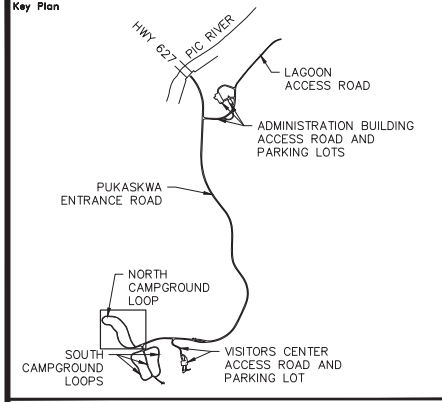 Key Plan
HWY 627
PIC RIVER
LAGOON
ACCESS ROAD
ADMINISTRATION BUILDING
ACCESS ROAD AND
PARKING LOTS
PUKASKWA
ENTRANCE ROAD
NORTH
CAMPGROUND
LOOP
SOUTH
CAMPGROUND
LOOPS
VISITORS CENTER
ACCESS ROAD AND
PARKING LOT